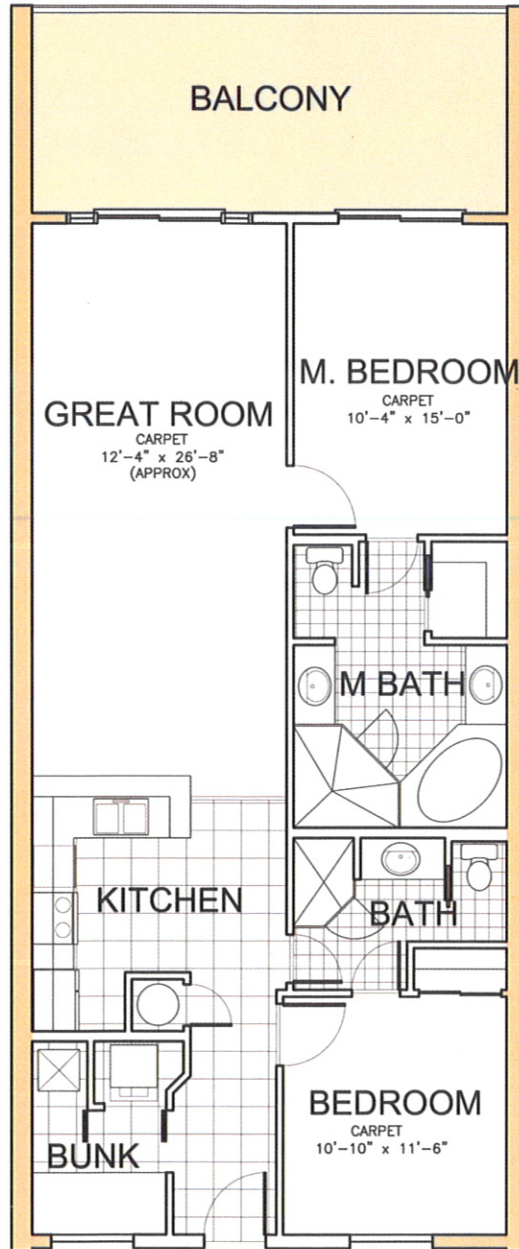 BALCONY
M. BEDROOM
CARPET
10'-4" x 15'-0"
GREAT ROOM
CARPET
12'-4" x 26'-8"
(APPROX)
M BATH
KITCHEN
BATH
BEDROOM
CARPET
10'-10" x 11'-6"
BUNK